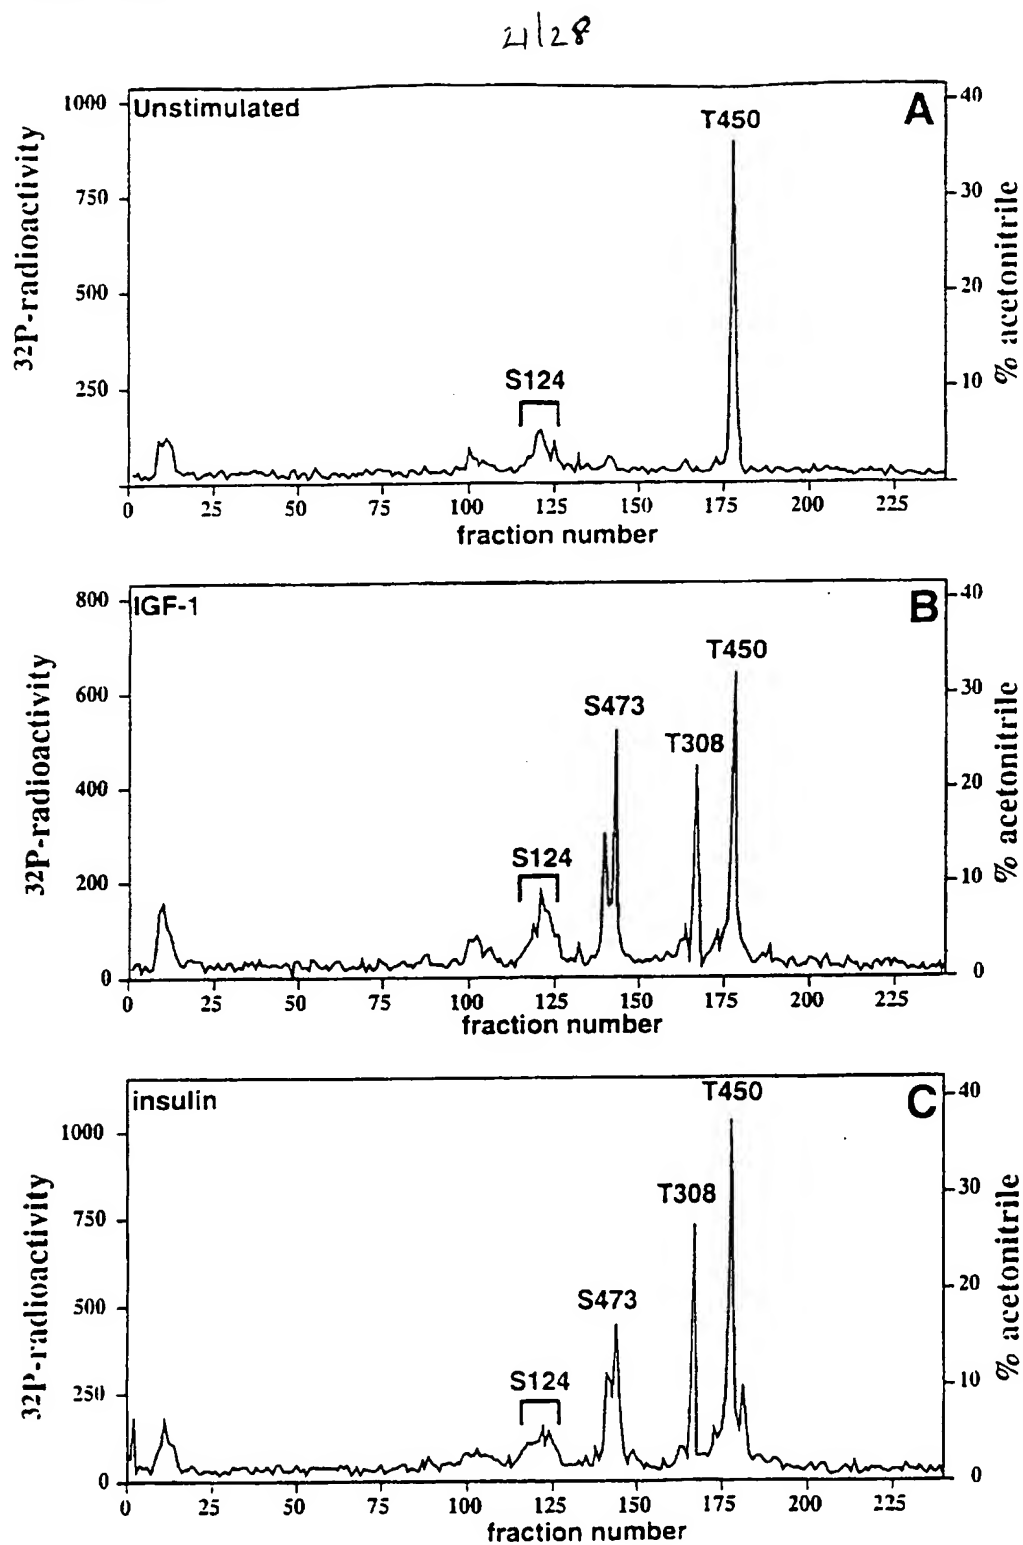 21/28
Unstimulated
A
T450
S124
1000
750
500
250
32P-radioactivity
40
30
20
10
% acetonitrile
0 25 50 75 100 125 150 175 200 225
fraction number
IGF-1
B
T450
S473
T308
S124
800
600
400
200
0
32P-radioactivity
40
30
20
10
0
% acetonitrile
0 25 50 75 100 125 150 175 200 225
fraction number
insulin
C
T450
T308
S473
S124
1000
750
500
250
0
32P-radioactivity
40
30
20
10
0
% acetonitrile
0 25 50 75 100 125 150 175 200 225
fraction number